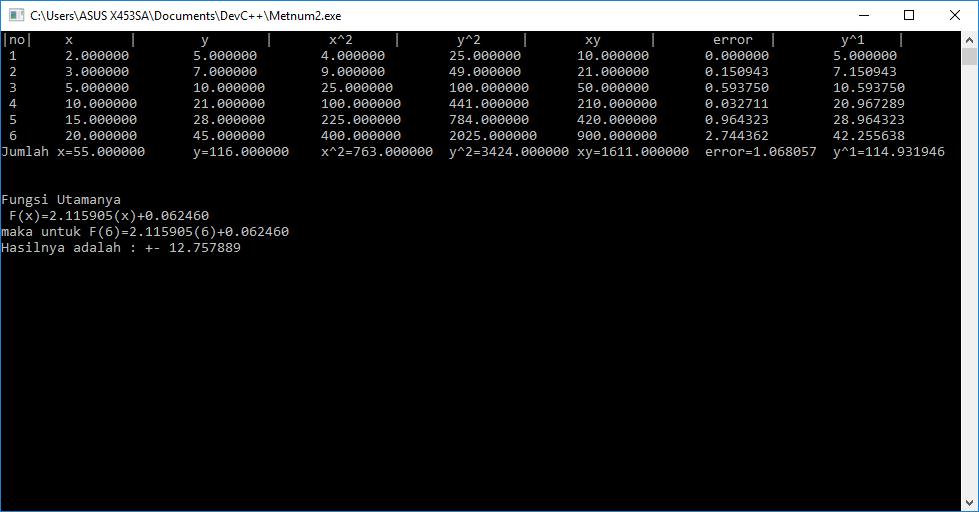 C:\Users\ASUS X453SA\Documents\DevC++\Metnum2.exe
|no| x | y | x^2 | y^2 | xy | error | y^1 |
1 2.000000 5.000000 4.000000 25.000000 10.000000 0.000000 5.000000
2 3.000000 7.000000 9.000000 49.000000 21.000000 0.150943 7.150943
3 5.000000 10.000000 25.000000 100.000000 50.000000 0.593750 10.593750
4 10.000000 21.000000 100.000000 441.000000 210.000000 0.032711 20.967289
5 15.000000 28.000000 225.000000 784.000000 420.000000 0.964323 28.964323
6 20.000000 45.000000 400.000000 2025.000000 900.000000 2.744362 42.255638
Jumlah x=55.000000 y=116.000000 x^2=763.000000 y^2=3424.000000 xy=1611.000000 error=1.068057 y^1=114.931946
Fungsi Utamanya
F(x)=2.115905(x)+0.062460
maka untuk F(6)=2.115905(6)+0.062460
Hasilnya adalah : +- 12.757889